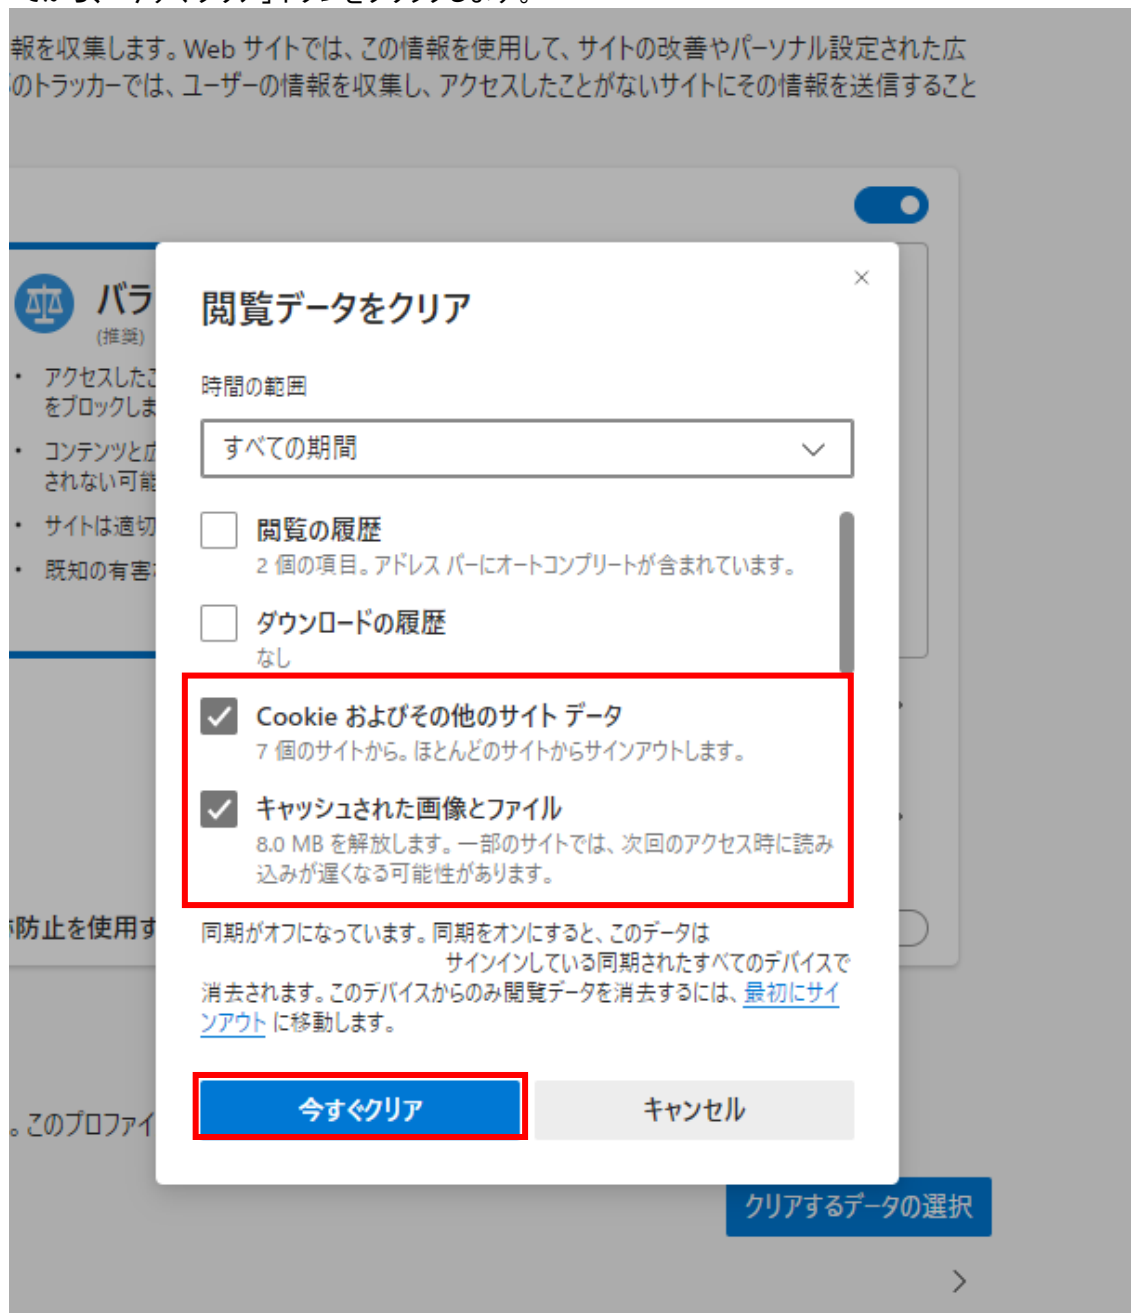 報を収集します。Web サイトでは、この情報を使用して、サイトの改善やパーソナル設定された広
のトラッカーでは、ユーザーの情報を収集し、アクセスしたことがないサイトにその情報を送信すること
バラ
(推奨)
・ アクセスしたこ
をブロックしま
・ コンテンツと広
されない可能
・ サイトは適切
・ 既知の有害
閲覧データをクリア
時間の範囲
すべての期間
閲覧の履歴
2 個の項目。アドレス バーにオートコンプリートが含まれています。
ダウンロードの履歴
なし
Cookie およびその他のサイト データ
7 個のサイトから。ほとんどのサイトからサインアウトします。
キャッシュされた画像とファイル
8.0 MB を解放します。一部のサイトでは、次回のアクセス時に読み
込みが遅くなる可能性があります。
同期がオフになっています。同期をオンにすると、このデータは
サインインしている同期されたすべてのデバイスで
消去されます。このデバイスからのみ閲覧データを消去するには、最初にサイ
ンアウト に移動します。
防止を使用す
今すぐクリア
キャンセル
。このプロファイ
クリアするデータの選択